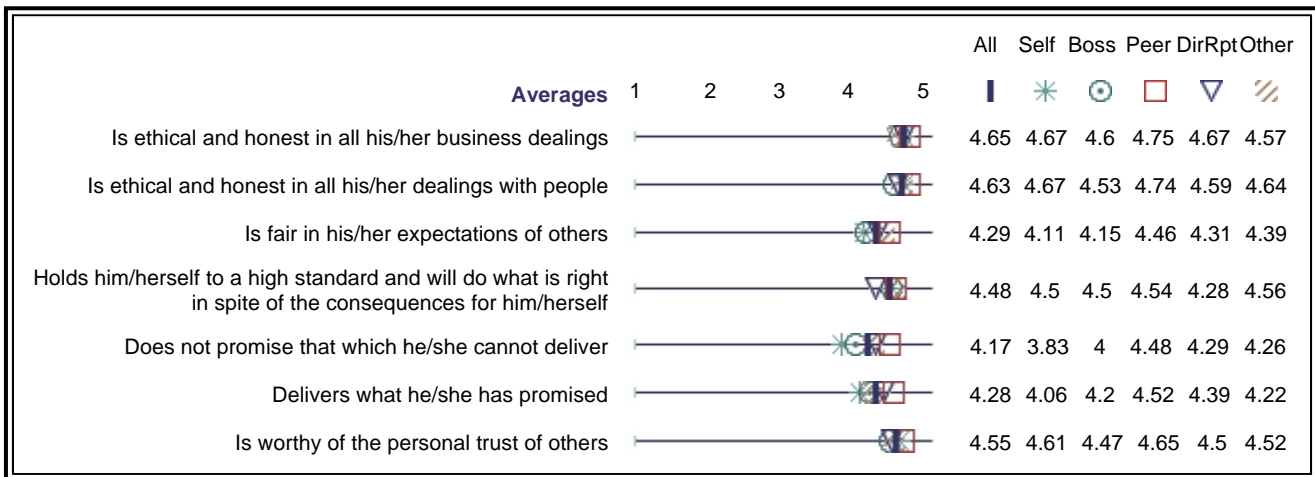 All Self Boss Peer DirRpt Other
Averages 1 2 3 4 5
Is ethical and honest in all his/her business dealings 4.65 4.67 4.6 4.75 4.67 4.57
Is ethical and honest in all his/her dealings with people 4.63 4.67 4.53 4.74 4.59 4.64
Is fair in his/her expectations of others 4.29 4.11 4.15 4.46 4.31 4.39
Holds him/herself to a high standard and will do what is right
in spite of the consequences for him/herself 4.48 4.5 4.5 4.54 4.28 4.56
Does not promise that which he/she cannot deliver 4.17 3.83 4 4.48 4.29 4.26
Delivers what he/she has promised 4.28 4.06 4.2 4.52 4.39 4.22
Is worthy of the personal trust of others 4.55 4.61 4.47 4.65 4.5 4.52